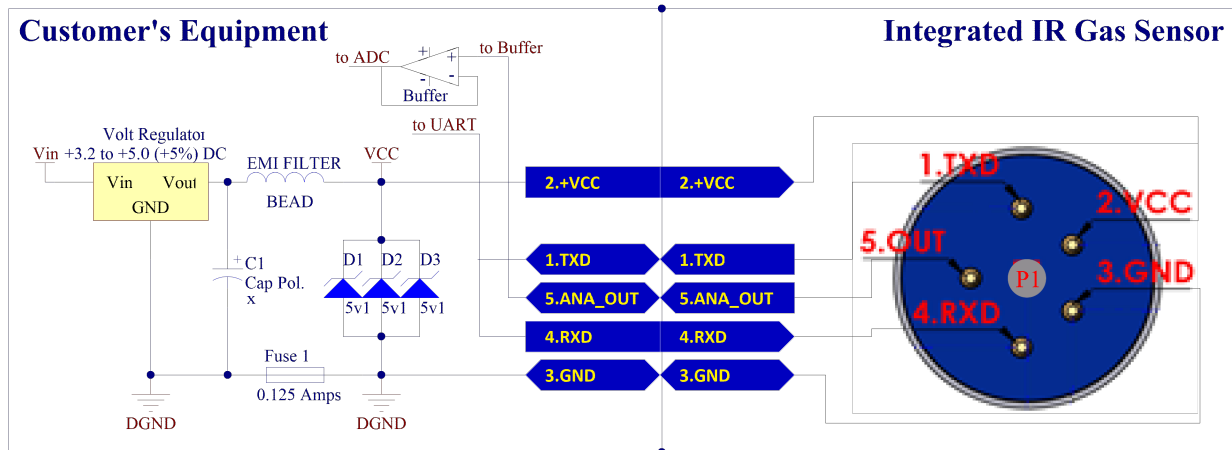 Customer's Equipment
Integrated IR Gas Sensor
to ADC
+
-
+
-
to Buffer
Buffer
to UART
Volt Regulator
Vin +3.2 to +5.0 (+5%) DC
Vin Vout
GND
EMI FILTER
BEAD
VCC
2.+VCC 2.+VCC
1.TXD
2.VCC
5.OUT
P1
3.GND
4.RXD
+
C1
Cap Pol.
x
D1 D2 D3
5v1 5v1 5v1
1.TXD 1.TXD
5.ANA_OUT 5.ANA_OUT
4.RXD 4.RXD
3.GND 3.GND
Fuse 1
0.125 Amps
DGND
DGND